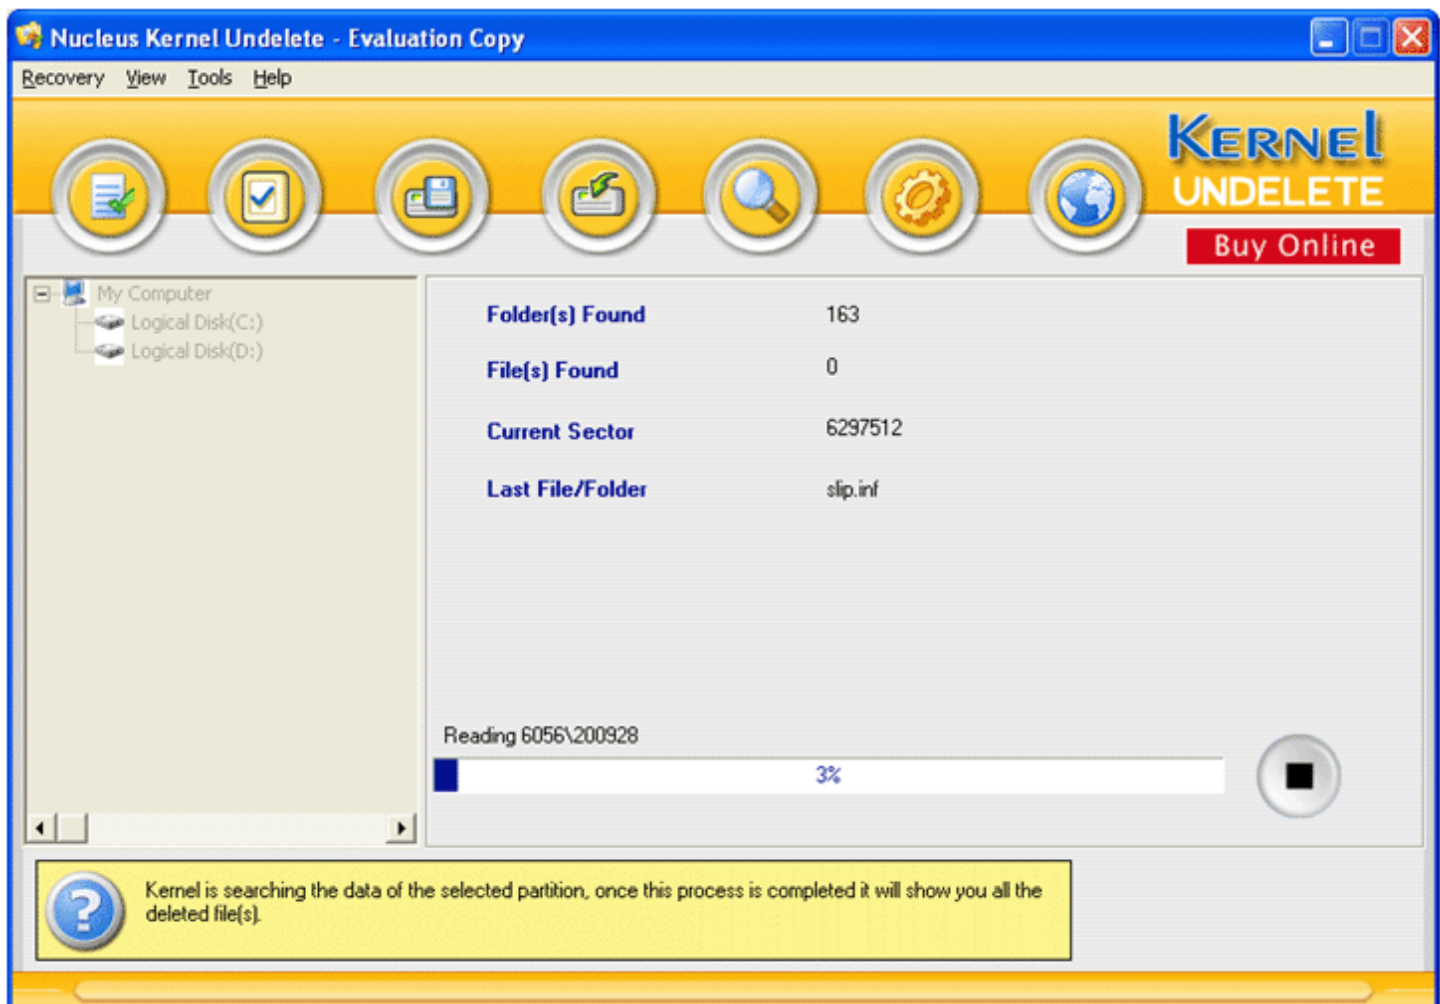 Nucleus Kernel Undelete - Evaluation Copy
Recovery View Tools Help
KERNEL
UNDELETE
Buy Online
My Computer
Logical Disk(C:)
Logical Disk(D:)
Folder(s) Found 163
File(s) Found 0
Current Sector 6297512
Last File/Folder slip.inf
Reading 6056\200928
3%
Kernel is searching the data of the selected partition, once this process is completed it will show you all the
deleted file(s).